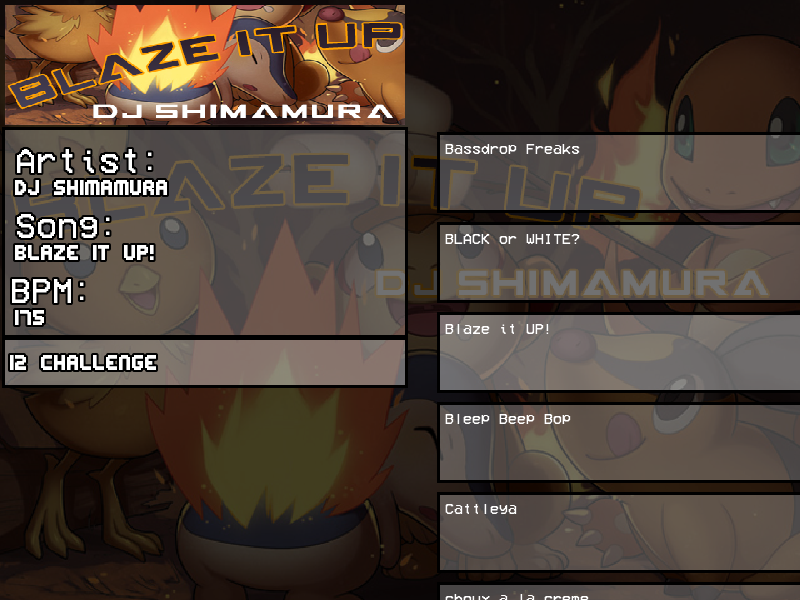 BLAZE IT UP
DJ SHIMAMURA
Artist:
DJ SHIMAMURA
Song:
BLAZE IT UP!
BPM:
175
12 CHALLENGE
BLAZE IT UP
DJ SHIMAMURA
Bassdrop Freaks
BLACK or WHITE?
Blaze it UP!
Bleep Beep Bop
Cattleya
choux a la creme